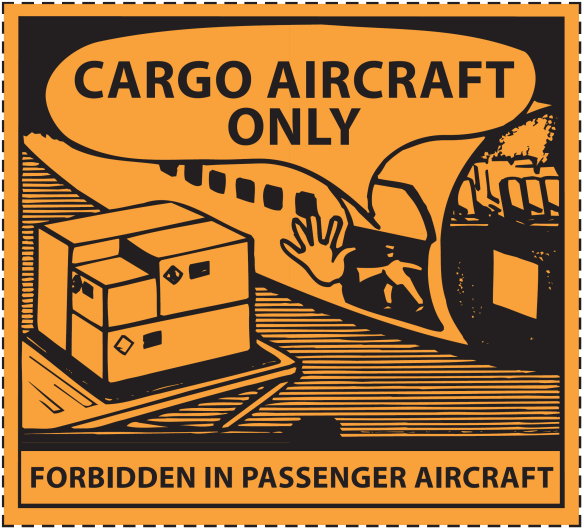 CARGO AIRCRAFT
ONLY
FORBIDDEN IN PASSENGER AIRCRAFT